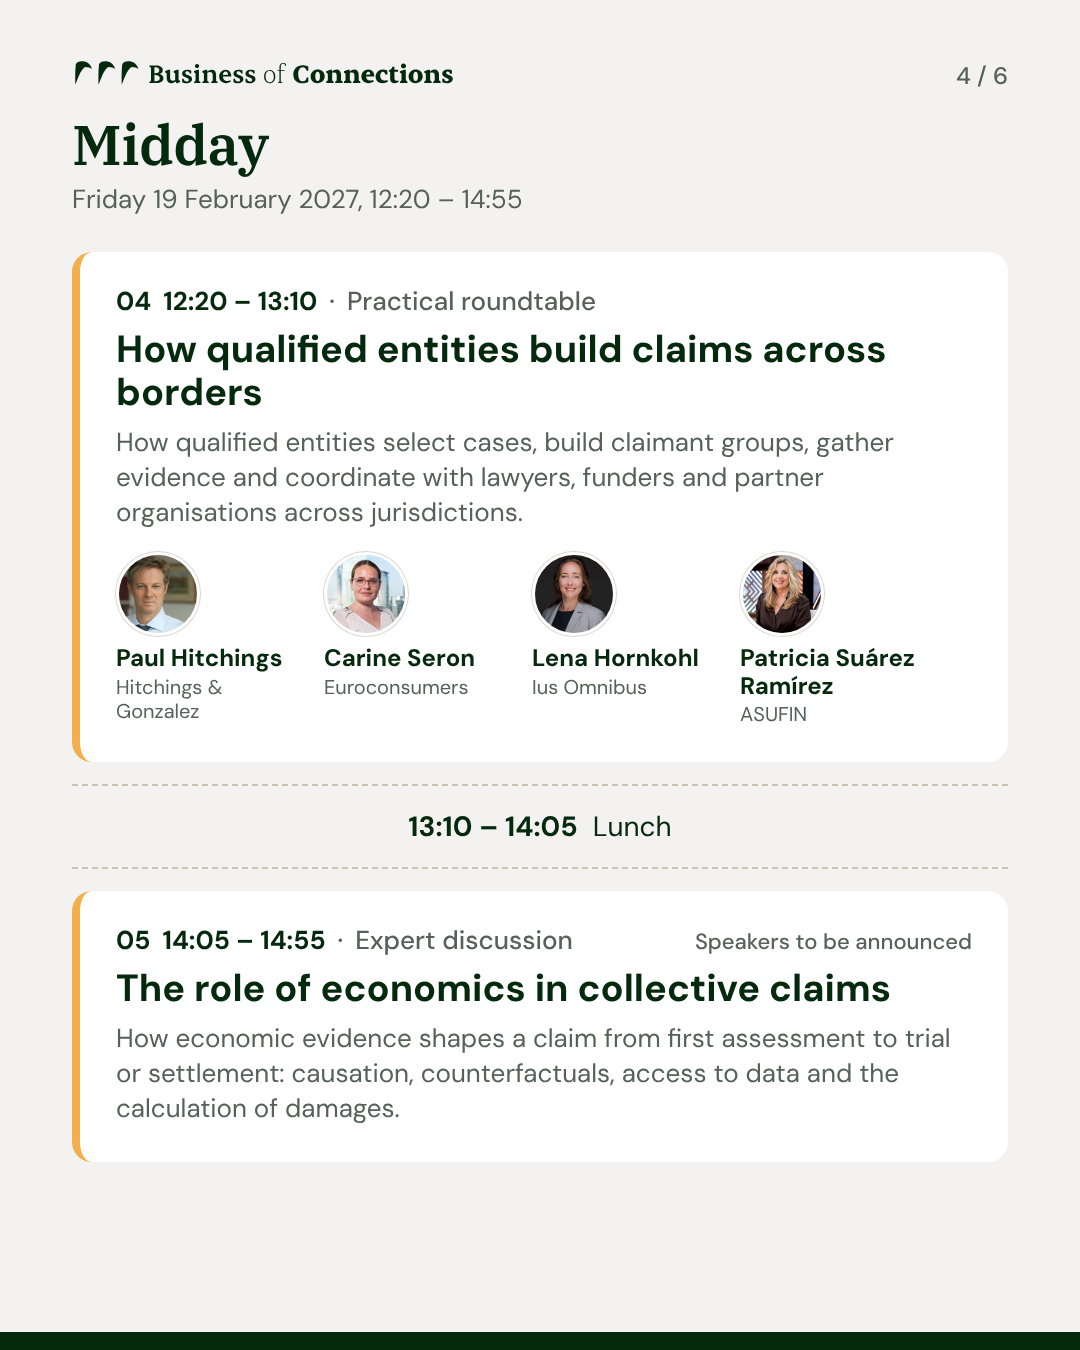 Business of Connections
4 / 6
Midday
Friday 19 February 2027, 12:20 – 14:55
04 12:20 – 13:10 · Practical roundtable
How qualified entities build claims across
borders
How qualified entities select cases, build claimant groups, gather
evidence and coordinate with lawyers, funders and partner
organisations across jurisdictions.
Paul Hitchings
Hitchings &
Gonzalez
Carine Seron
Euroconsumers
Lena Hornkohl
Ius Omnibus
Patricia Suárez
Ramírez
ASUFIN
13:10 – 14:05 Lunch
05 14:05 – 14:55 · Expert discussion
Speakers to be announced
The role of economics in collective claims
How economic evidence shapes a claim from first assessment to trial
or settlement: causation, counterfactuals, access to data and the
calculation of damages.